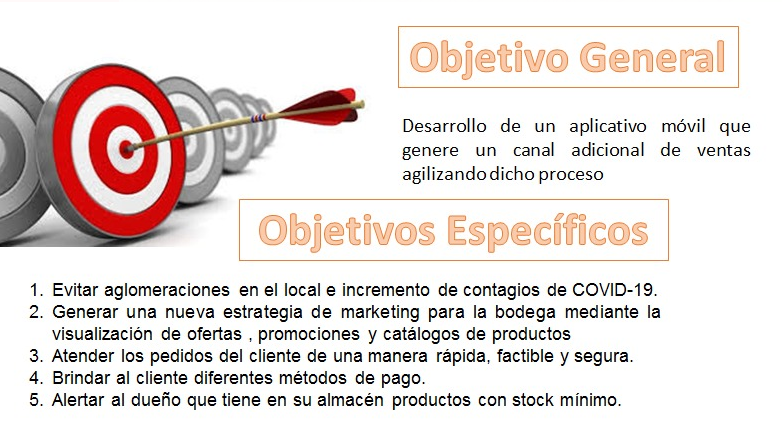 Objetivo General
Desarrollo de un aplicativo móvil que
genere un canal adicional de ventas
agilizando dicho proceso
Objetivos Específicos
1. Evitar aglomeraciones en el local e incremento de contagios de COVID-19.
2. Generar una nueva estrategia de marketing para la bodega mediante la
visualización de ofertas , promociones y catálogos de productos
3. Atender los pedidos del cliente de una manera rápida, factible y segura.
4. Brindar al cliente diferentes métodos de pago.
5. Alertar al dueño que tiene en su almacén productos con stock mínimo.